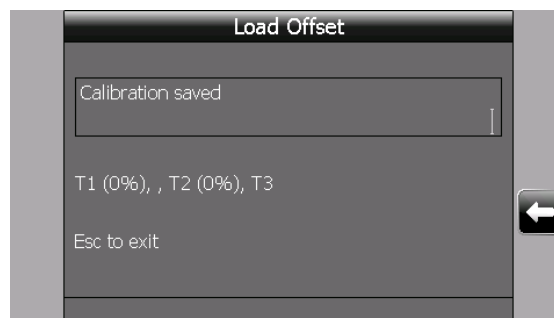 Load Offset
Calibration saved
T1 (0%), , T2 (0%), T3
Esc to exit